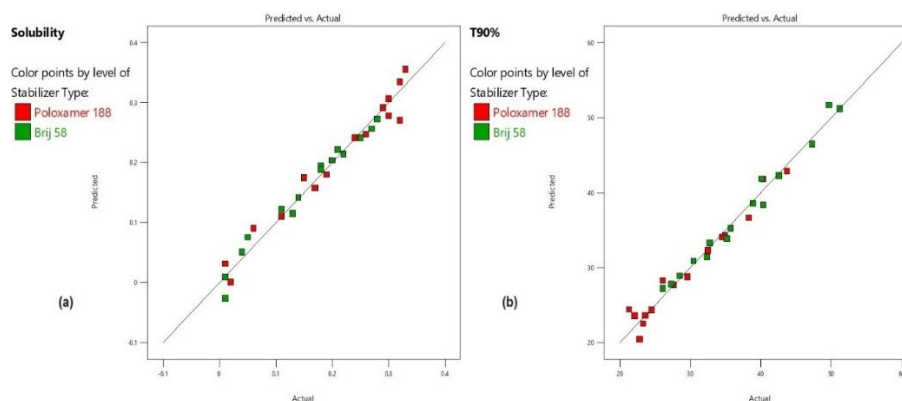 Predicted vs. Actual
Solubility
Color points by level of
Stabilizer Type:
Poloxamer 188
Brij 58
0.4
0.3
0.2
0.1
0
-0.1
Predicted
(a)
-0.1
0
0.1
0.2
0.3
0.4
Actual
Predicted vs. Actual
T90%
Color points by level of
Stabilizer Type:
Poloxamer 188
Brij 58
60
50
40
30
20
Predicted
(b)
20
30
40
50
60
Actual